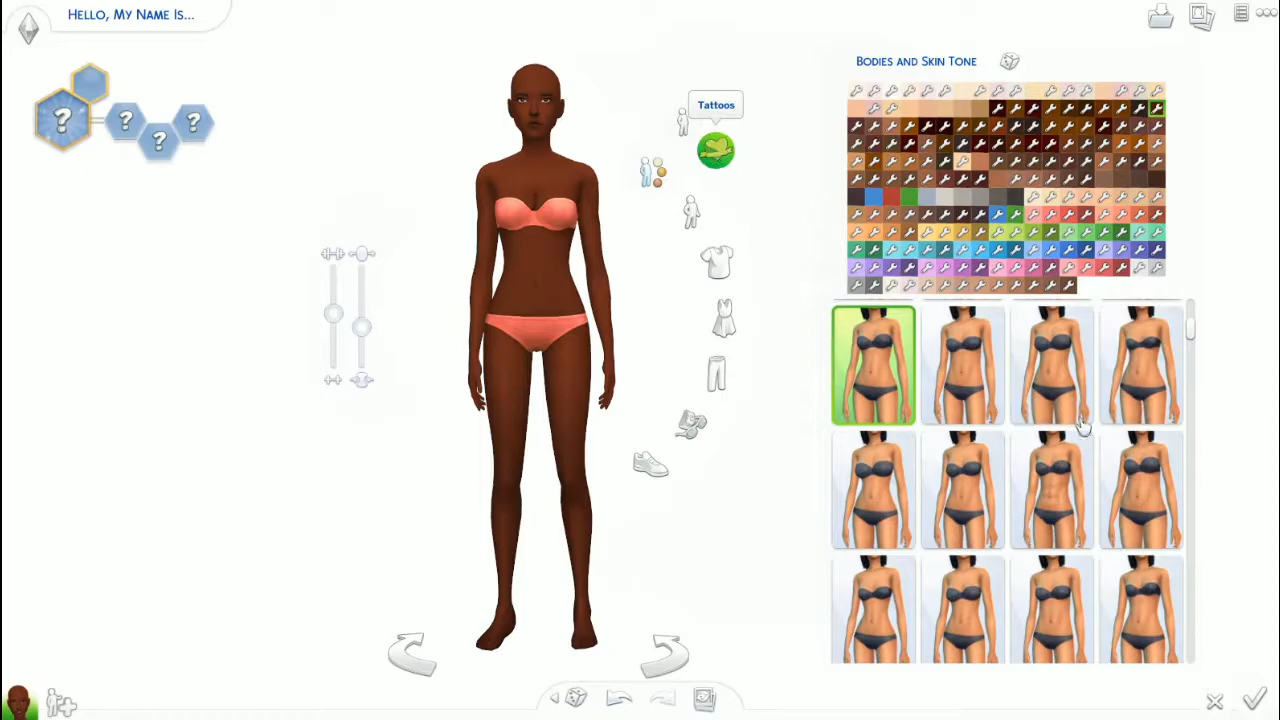 Hello, My Name Is...
Bodies and Skin Tone
Tattoos
?
? ? ?